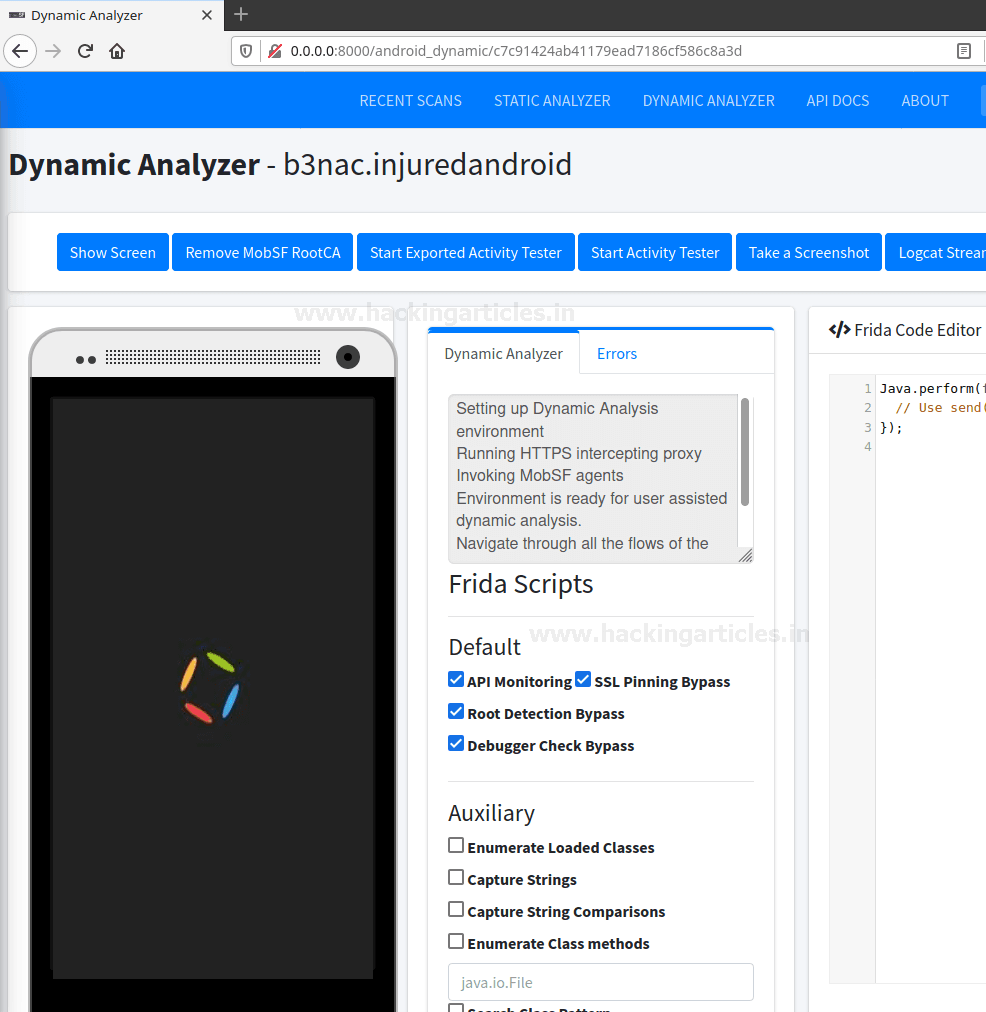 Dynamic Analyzer
0.0.0.0:8000/android_dynamic/c7c91424ab41179ead7186cf586c8a3d
RECENT SCANS STATIC ANALYZER DYNAMIC ANALYZER API DOCS ABOUT
Dynamic Analyzer - b3nac.injuredandroid
Show Screen Remove MobSF RootCA Start Exported Activity Tester Start Activity Tester Take a Screenshot Logcat Strear
www.hackingarticles.in
Dynamic Analyzer Errors
Setting up Dynamic Analysis
environment
Running HTTPS intercepting proxy
Invoking MobSF agents
Environment is ready for user assisted
dynamic analysis.
Navigate through all the flows of the
Frida Scripts
www.hackingarticles.in
Default
API Monitoring SSL Pinning Bypass
Root Detection Bypass
Debugger Check Bypass
Auxiliary
Enumerate Loaded Classes
Capture Strings
Capture String Comparisons
Enumerate Class methods
java.io.File
Search Class Pattern
</> Frida Code Editor
1 Java.perform(f
2 // Use send(
3 });
4